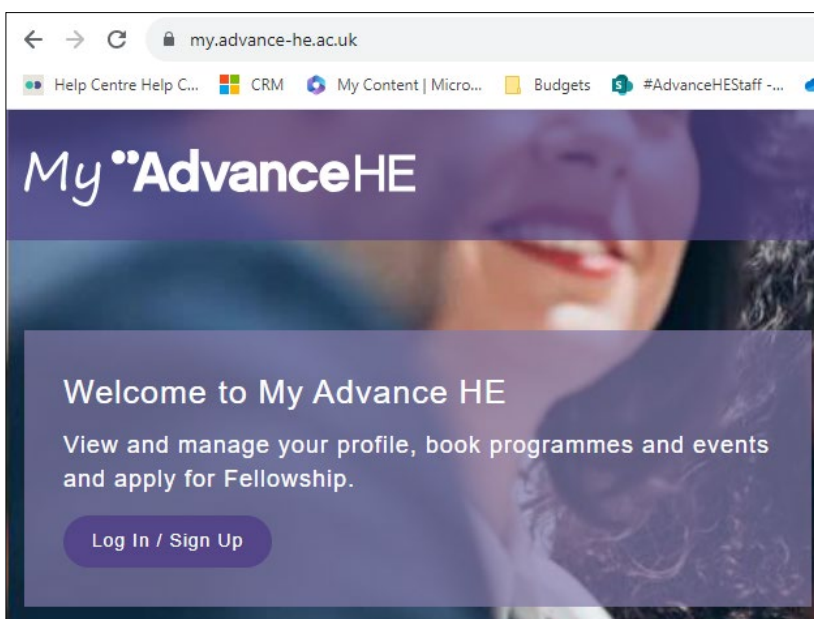 my.advance-he.ac.uk
Help Centre Help C... CRM My Content | Micro... Budgets #AdvanceHEStaff -...
My AdvanceHE
Welcome to My Advance HE
View and manage your profile, book programmes and events
and apply for Fellowship.
Log In / Sign Up